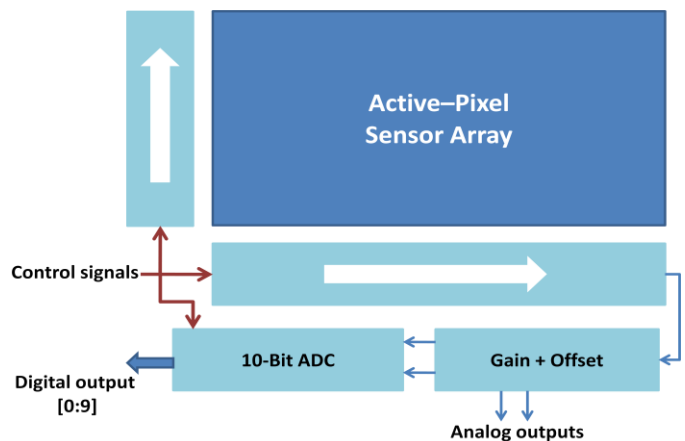 Active–Pixel
Sensor Array
Control signals
10-Bit ADC
Gain + Offset
Digital output
[0:9]
Analog outputs